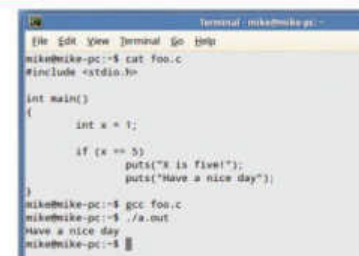 Terminal - mike@mike-pc: ~
File Edit View Terminal Go Help
mike@mike-pc:~$ cat foo.c
#include <stdio.h>
int main()
{
int x = 1;
if (x == 5)
puts("X is five!");
puts("Have a nice day");
}
mike@mike-pc:~$ gcc foo.c
mike@mike-pc:~$ ./a.out
Have a nice day
mike@mike-pc:~$